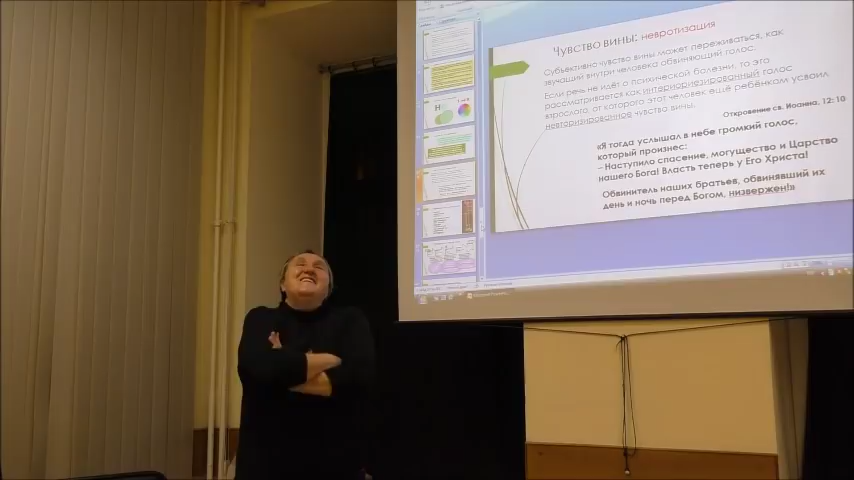 Чувство вины: невротизация
Субъективно чувство вины может переживаться, как
звучащий внутри человека обвиняющий голос.
Если речь не идёт о психической болезни, то это
рассматривается как интериориезированный голос
взрослого, от которого этот человек ещё ребёнком усвоил
невторизированное чувство вины.
Откровение св. Иоанна, 12: 10
«Я тогда услышал в небе громкий голос,
который произнес:
– Наступило спасение, могущество и Царство
нашего Бога! Власть теперь у Его Христа!
Обвинитель наших братьев, обвинявший их
день и ночь перед Богом, низвержен!»